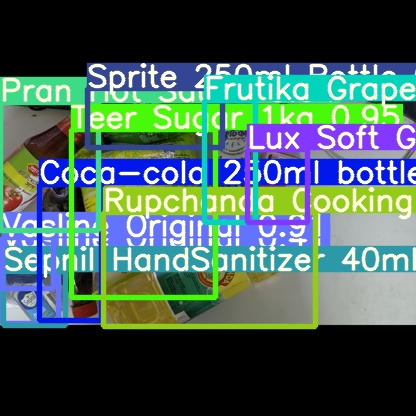 Sprite 250ml Bottle
Pran Hot Sau
Frutika Grape
Teer Sugar 1kg 0.95
Lux Soft G
Coca-cola 250ml bottle
Rupchanda Cooking
Vasline Original 0.91
Sepnil HandSanitizer 40ml